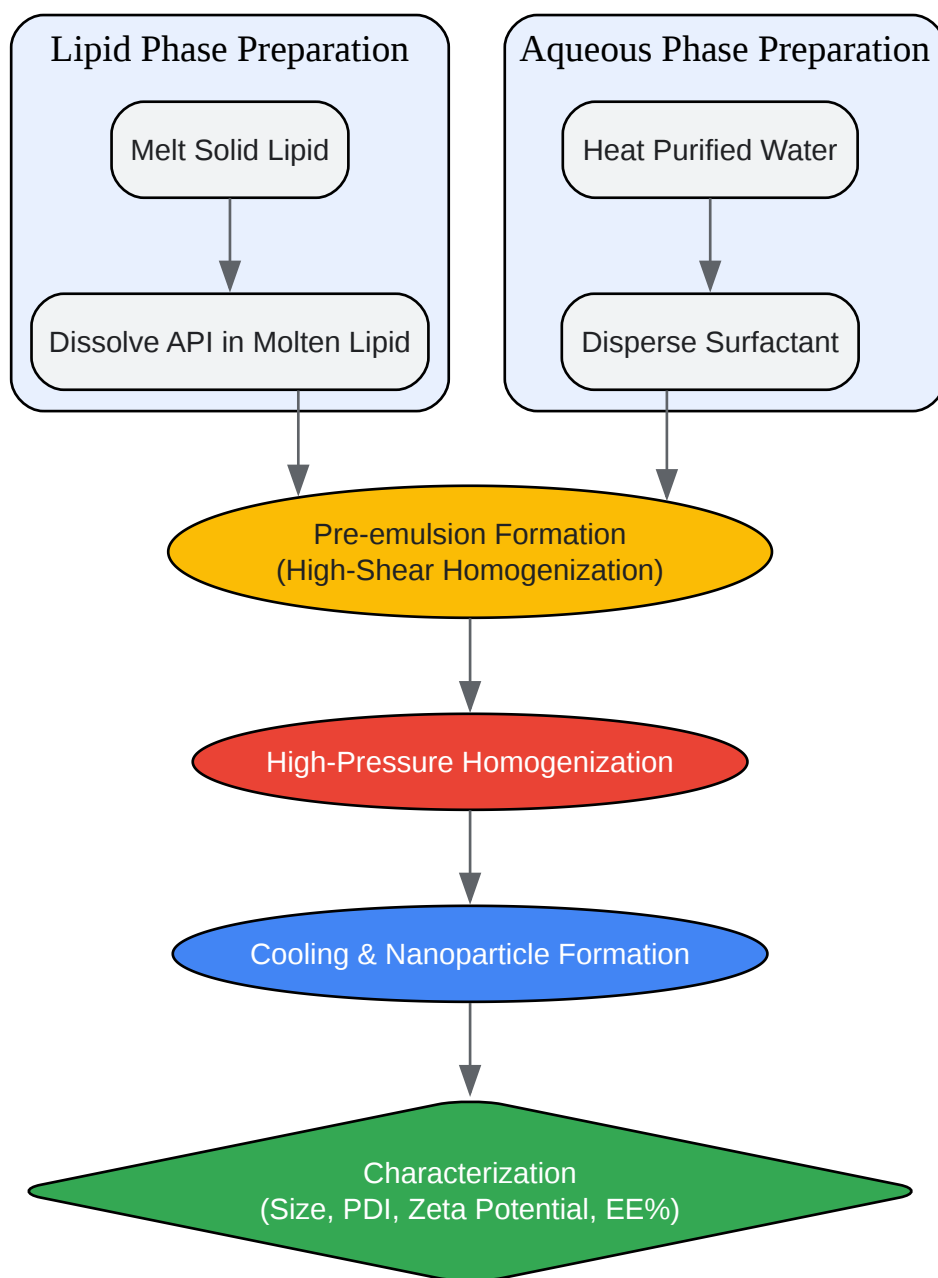 Lipid Phase Preparation
Melt Solid Lipid
Dissolve API in Molten Lipid
Aqueous Phase Preparation
Heat Purified Water
Disperse Surfactant
Pre-emulsion Formation
(High-Shear Homogenization)
High-Pressure Homogenization
Cooling & Nanoparticle Formation
Characterization
(Size, PDI, Zeta Potential, EE%)